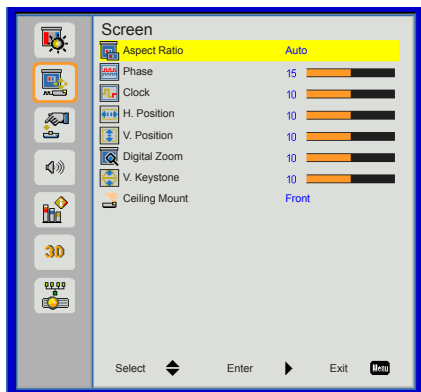 Screen
Aspect Ratio Auto
Phase 15
Clock 10
H. Position 10
V. Position 10
Digital Zoom 10
V. Keystone 10
Ceiling Mount Front
3D
Select Enter Exit Menu